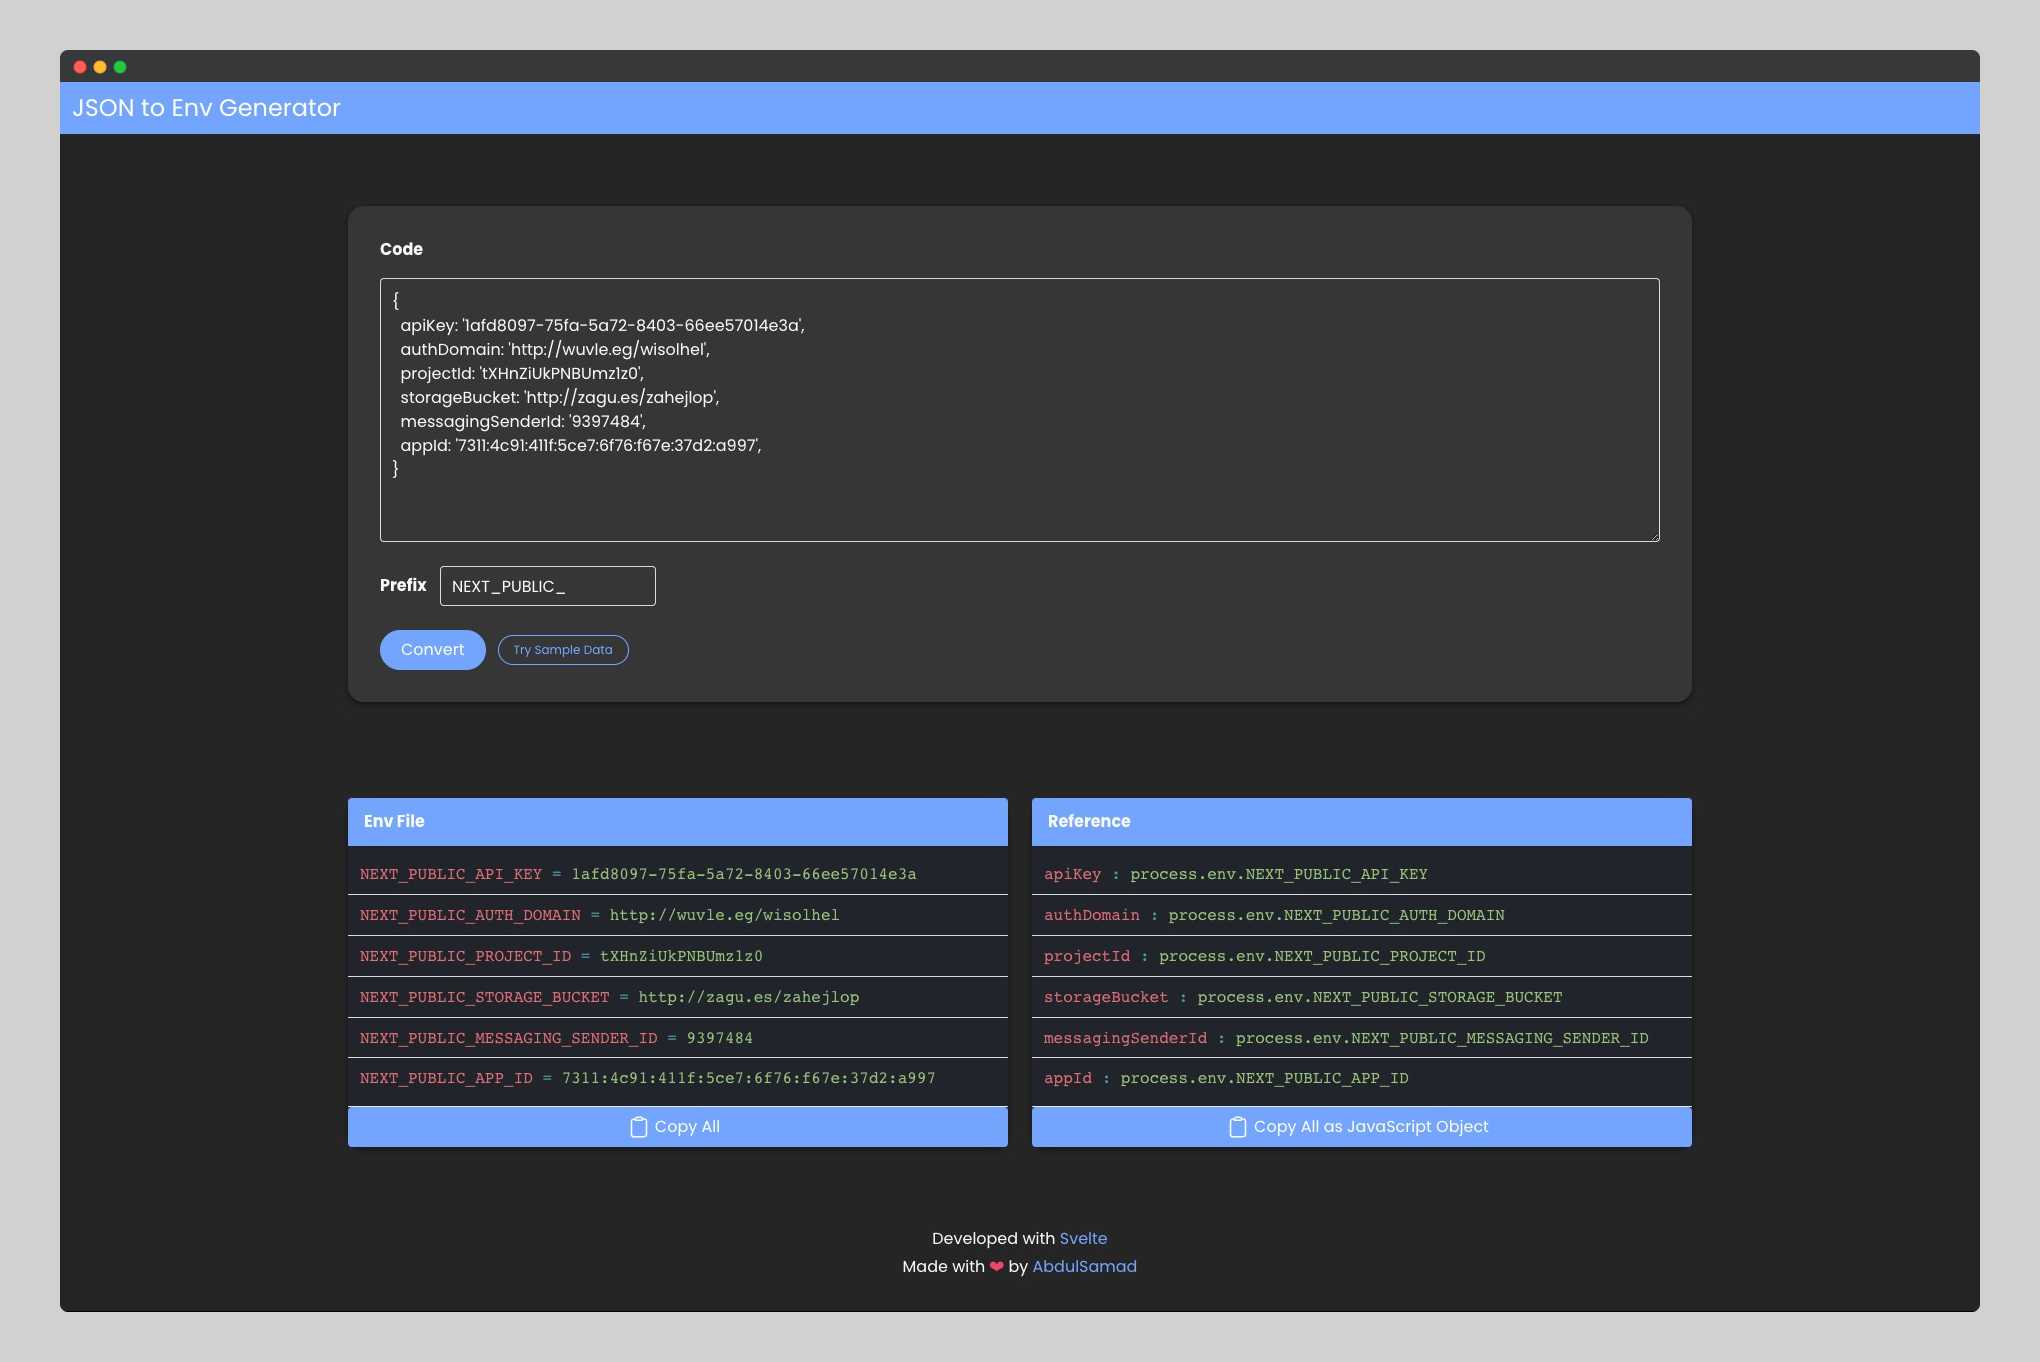 JSON to Env Generator
Code
{
apiKey: '1afd8097-75fa-5a72-8403-66ee57014e3a',
authDomain: 'http://wuvle.eg/wisolhel',
projectId: 'tXHnZiUkPNBUmz1z0',
storageBucket: 'http://zagu.es/zahejlop',
messagingSenderId: '9397484',
appId: '7311:4c91:411f:5ce7:6f76:f67e:37d2:a997',
}
Prefix NEXT_PUBLIC_
Convert Try Sample Data
Env File
NEXT_PUBLIC_API_KEY = 1afd8097-75fa-5a72-8403-66ee57014e3a
NEXT_PUBLIC_AUTH_DOMAIN = http://wuvle.eg/wisolhel
NEXT_PUBLIC_PROJECT_ID = tXHnZiUkPNBUmz1z0
NEXT_PUBLIC_STORAGE_BUCKET = http://zagu.es/zahejlop
NEXT_PUBLIC_MESSAGING_SENDER_ID = 9397484
NEXT_PUBLIC_APP_ID = 7311:4c91:411f:5ce7:6f76:f67e:37d2:a997
Copy All
Reference
apiKey : process.env.NEXT_PUBLIC_API_KEY
authDomain : process.env.NEXT_PUBLIC_AUTH_DOMAIN
projectId : process.env.NEXT_PUBLIC_PROJECT_ID
storageBucket : process.env.NEXT_PUBLIC_STORAGE_BUCKET
messagingSenderId : process.env.NEXT_PUBLIC_MESSAGING_SENDER_ID
appId : process.env.NEXT_PUBLIC_APP_ID
Copy All as JavaScript Object
Developed with Svelte
Made with ❤ by AbdulSamad